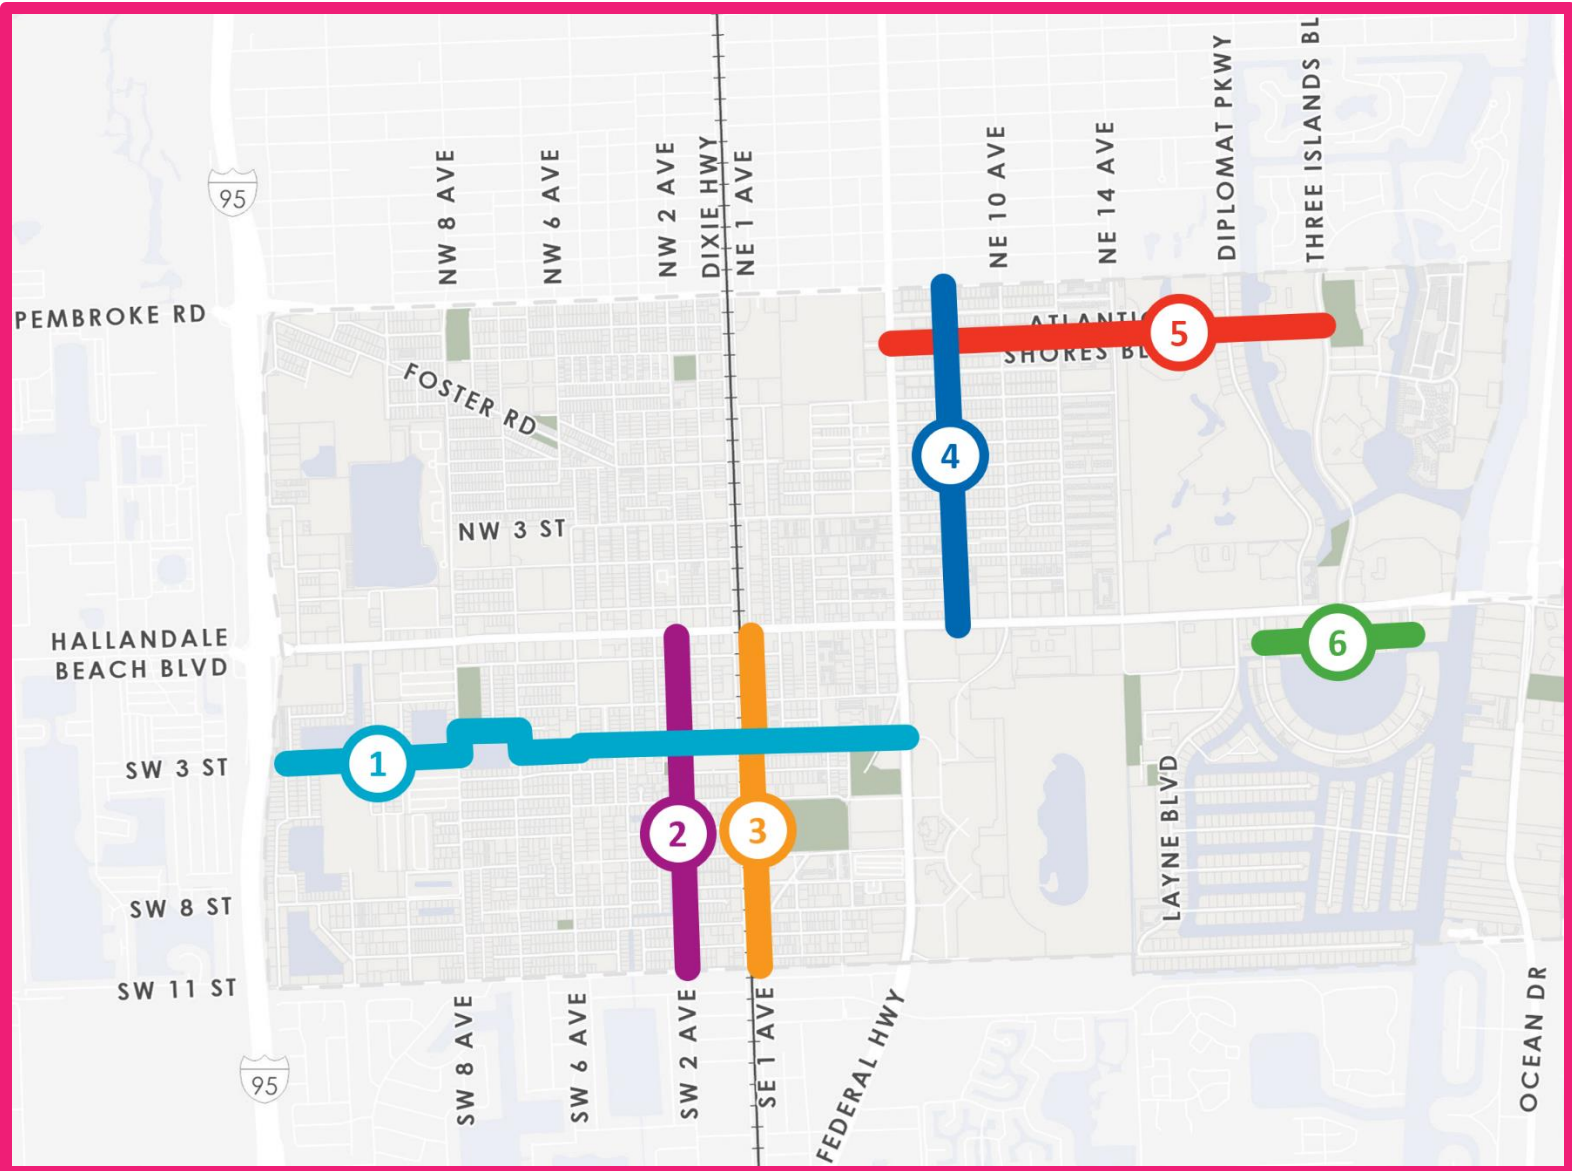 NW 8 AVE
NW 6 AVE
NW 2 AVE
DIXIE HWY
NE 1 AVE
NE 10 AVE
NE 14 AVE
DIPLOMAT PKWY
THREE ISLANDS BL
95
PEMBROKE RD
ATLANTIC
SHORES BL
5
FOSTER RD
4
NW 3 ST
HALLANDALE
BEACH BLVD
6
SW 3 ST
1
2
3
LAYNE BLVD
SW 8 ST
SW 11 ST
SW 8 AVE
SW 6 AVE
SW 2 AVE
SE 1 AVE
FEDERAL HWY
OCEAN DR
95